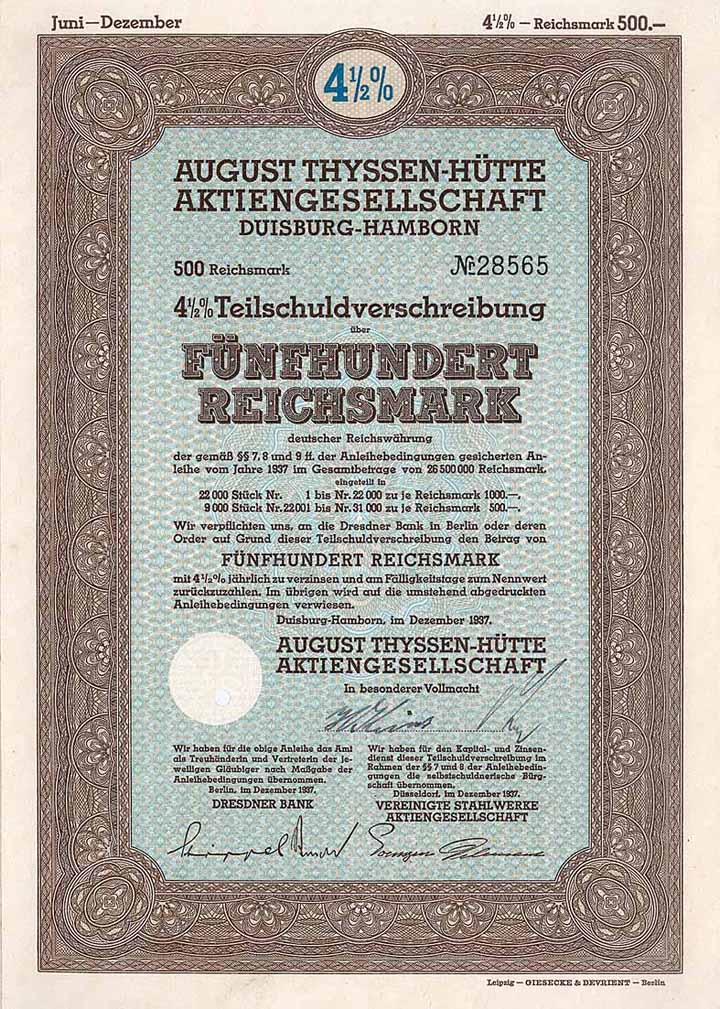 Juni—Dezember 4½% — Reichsmark 500.—
4½%
AUGUST THYSSEN-HÜTTE
AKTIENGESELLSCHAFT
DUISBURG-HAMBORN
500 Reichsmark №28565
4½% Teilschuldverschreibung
über
FÜNFHUNDERT
REICHSMARK
deutscher Reichswährung
der gemäß §§ 7, 8 und 9 ff. der Anleihebedingungen gesicherten An-
leihe vom Jahre 1937 im Gesamtbetrage von 26 500 000 Reichsmark,
eingeteilt in
22 000 Stück Nr. 1 bis Nr. 22 000 zu je Reichsmark 1000.—,
9 000 Stück Nr. 22 001 bis Nr. 31 000 zu je Reichsmark 500.—.
Wir verpflichten uns, an die Dresdner Bank in Berlin oder deren
Order auf Grund dieser Teilschuldverschreibung den Betrag von
FÜNFHUNDERT REICHSMARK
mit 4½% jährlich zu verzinsen und am Fälligkeitstage zum Nennwert
zurückzuzahlen. Im übrigen wird auf die umstehend abgedruckten
Anleihebedingungen verwiesen.
Duisburg-Hamborn, im Dezember 1937.
AUGUST THYSSEN-HÜTTE
AKTIENGESELLSCHAFT
In besonderer Vollmacht
Wir haben für die obige Anleihe das Amt
als Treuhänderin und Vertreterin der je-
weiligen Gläubiger nach Maßgabe der
Anleihebedingungen übernommen.
Berlin, im Dezember 1937.
DRESDNER BANK
Wir haben für den Kapital- und Zinsen-
dienst dieser Teilschuldverschreibung im
Rahmen der §§ 7 und 8 der Anleihebedin-
gungen die selbstschuldnerische Bürg-
schaft übernommen.
Düsseldorf, im Dezember 1937.
VEREINIGTE STAHLWERKE
AKTIENGESELLSCHAFT
Leipzig — GIESECKE & DEVRIENT — Berlin